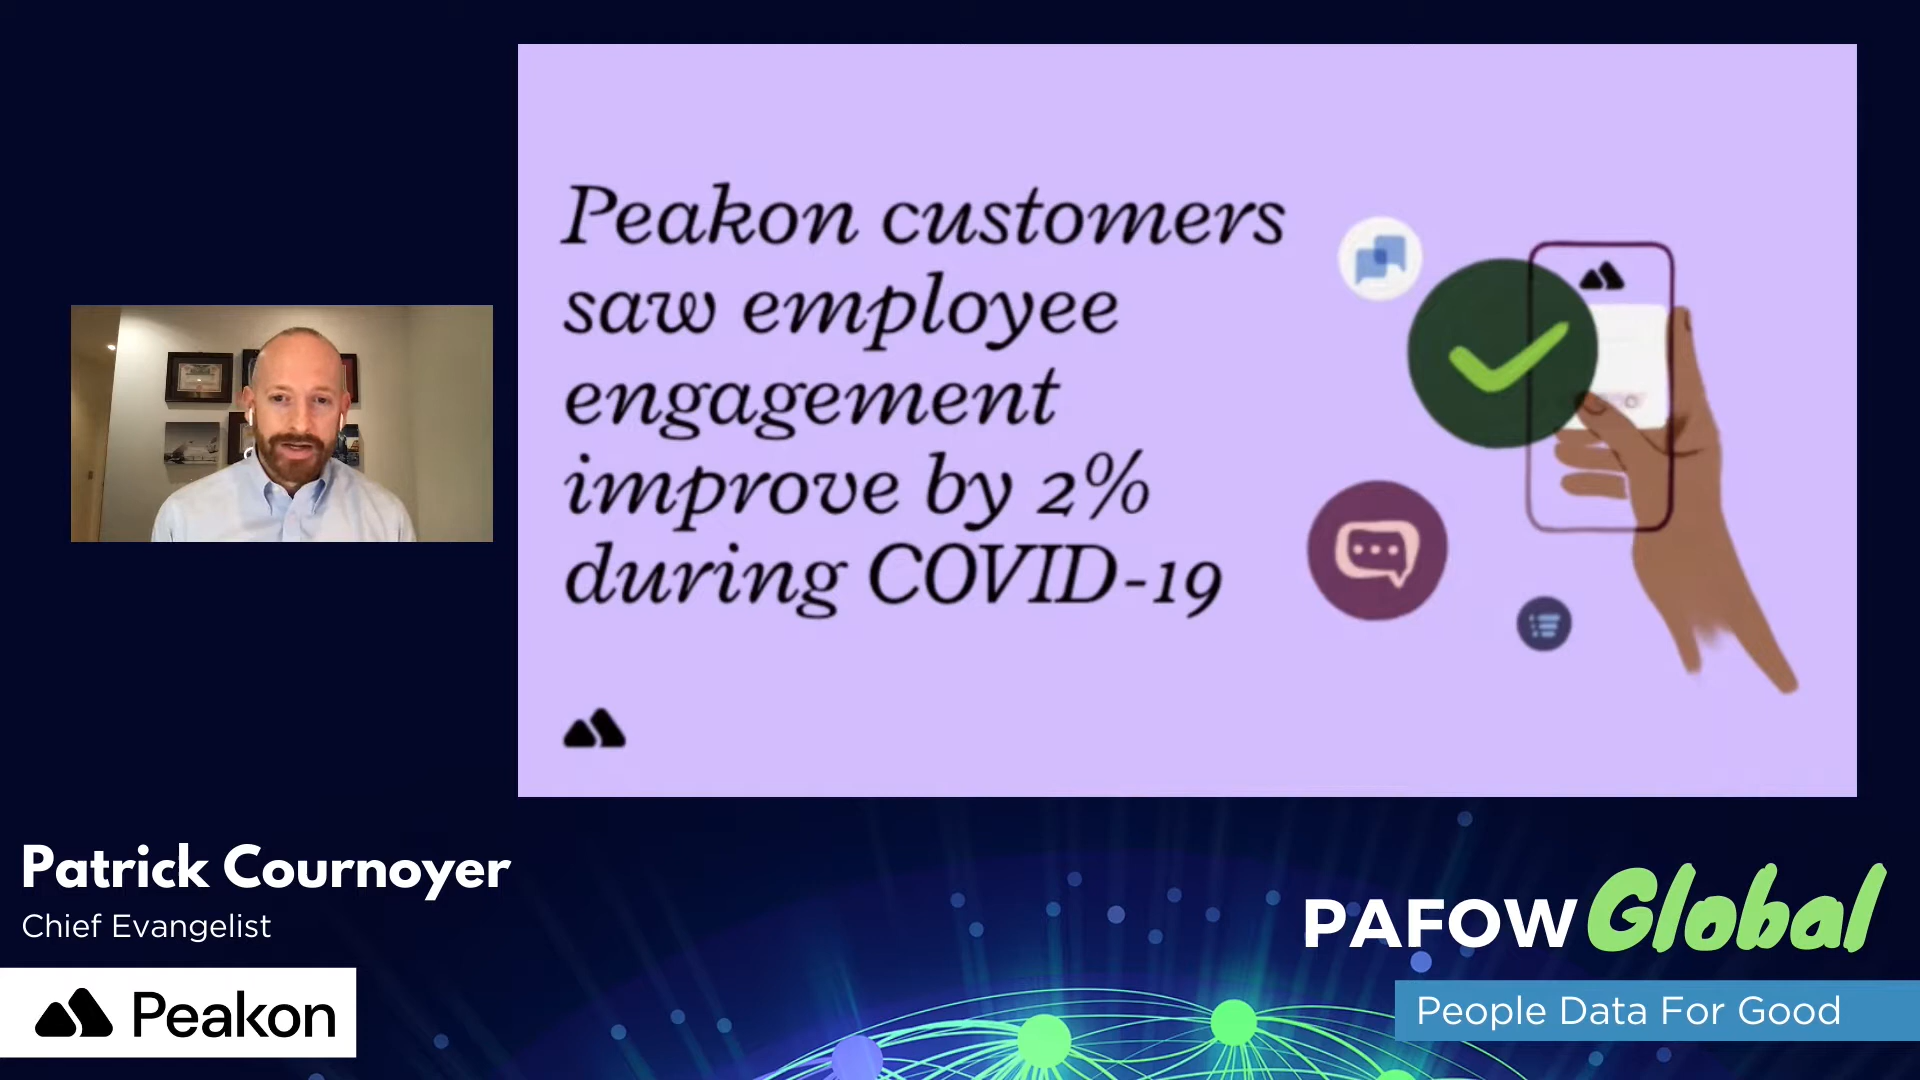 Peakon customers
saw employee
engagement
improve by 2%
during COVID-19
Patrick Cournoyer
Chief Evangelist
Peakon
PAFOW Global
People Data For Good